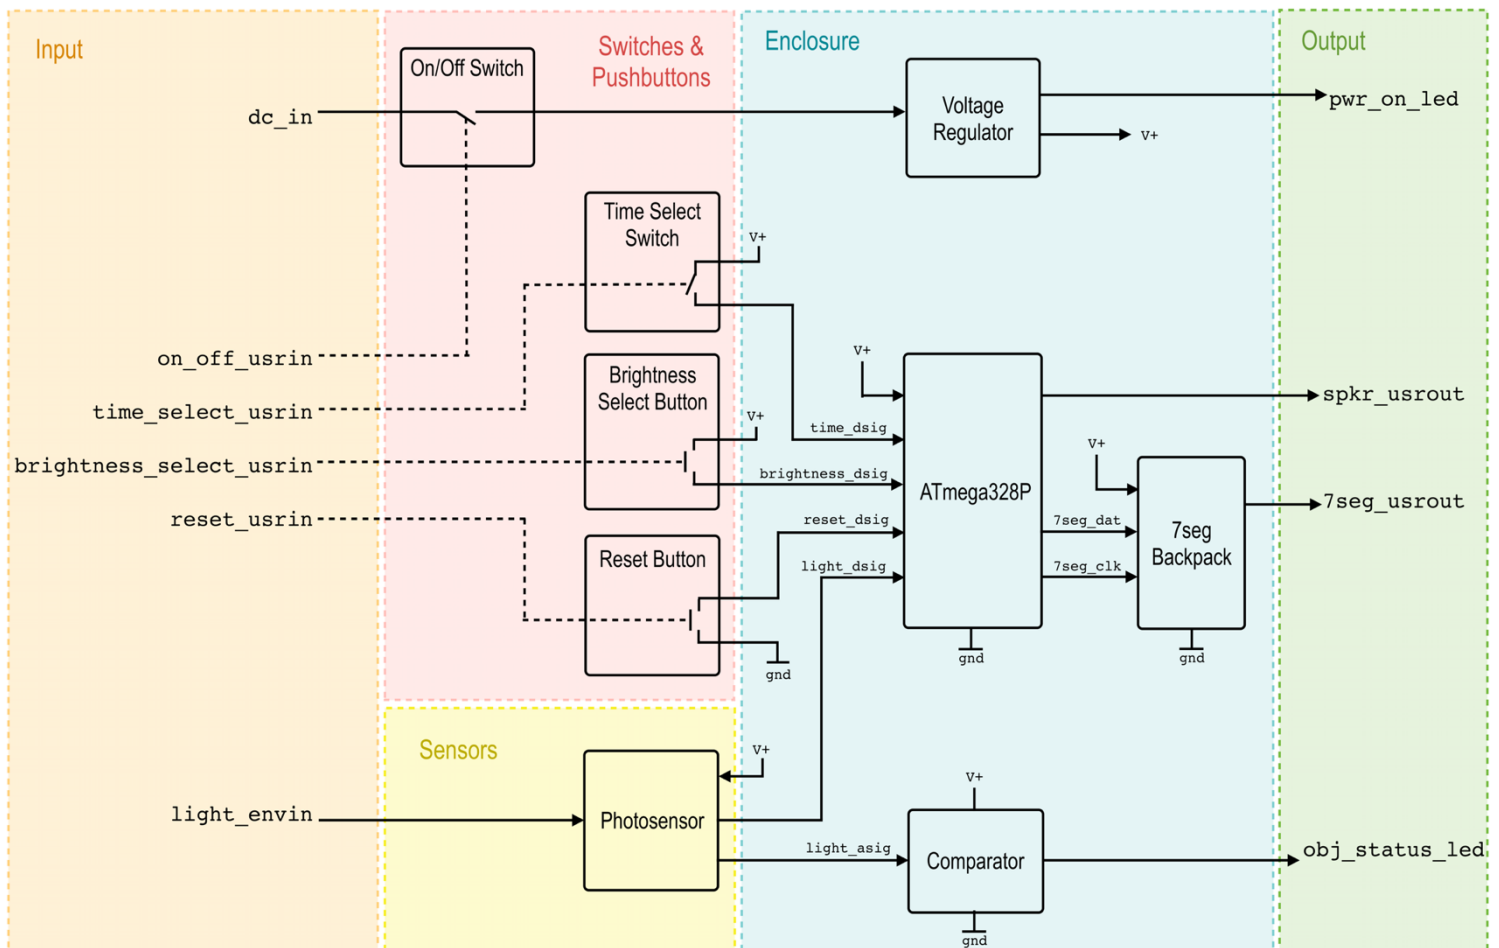 Input
Switches &
Pushbuttons
Enclosure
Output
On/Off Switch
dc_in
Voltage
Regulator
pwr_on_led
V+
Time Select
Switch
V+
on_off_usrin
time_select_usrin
brightness_select_usrin
reset_usrin
Brightness
Select Button
V+
V+
time_dsig
brightness_dsig
reset_dsig
light_dsig
ATmega328P
gnd
spkr_usrout
V+
7seg_dat
7seg_clk
7seg
Backpack
gnd
7seg_usrout
Reset Button
gnd
Sensors
V+
light_envin
Photosensor
light_asig
V+
Comparator
gnd
obj_status_led